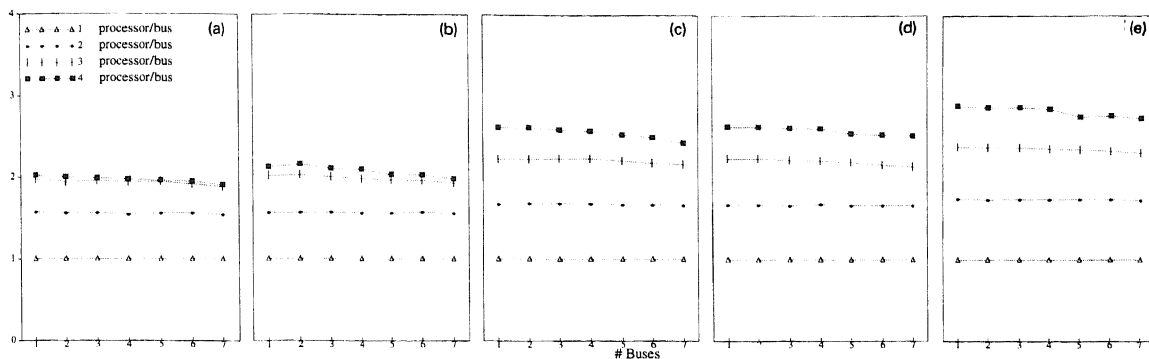 (a) (b) (c) (d) (e)
1 processor/bus
2 processor/bus
3 processor/bus
4 processor/bus
4
3
2
1
0
1 2 3 4 5 6 7 1 2 3 4 5 6 7 1 2 3 4 5 6 7 1 2 3 4 5 6 7 1 2 3 4 5 6 7
# Buses